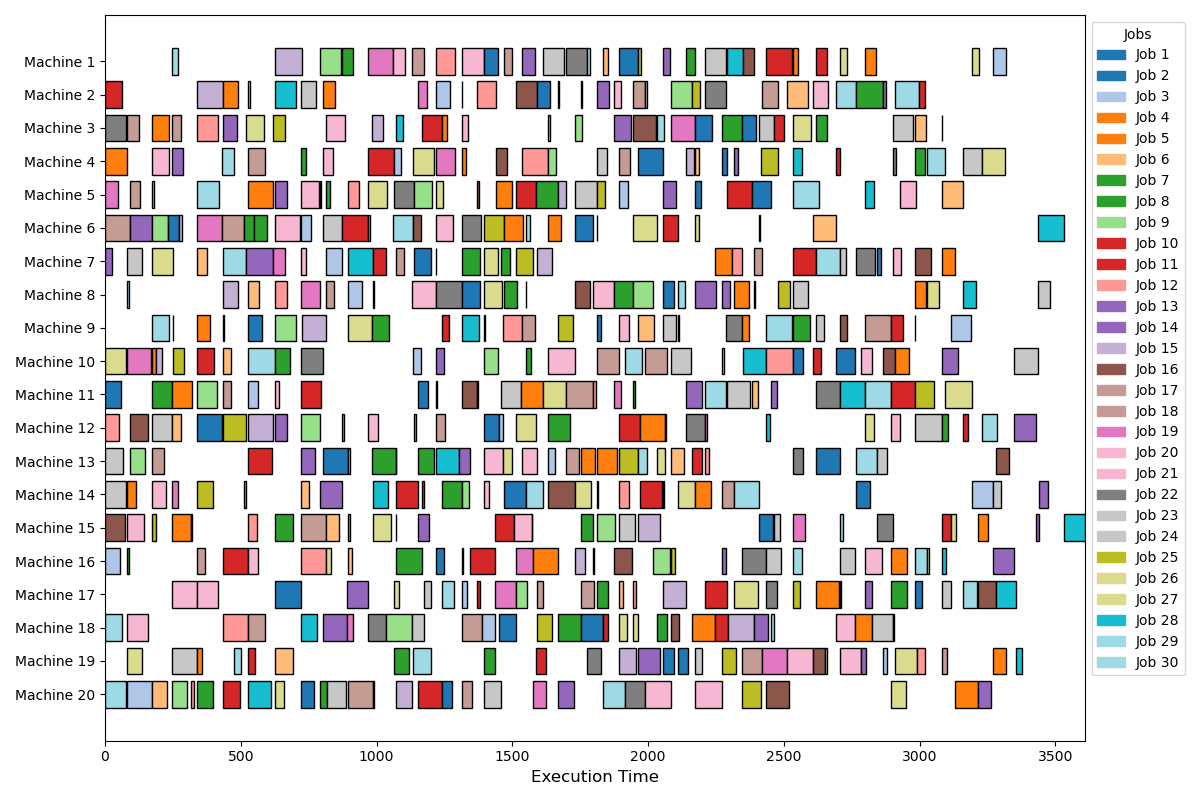 Machine 1
Machine 2
Machine 3
Machine 4
Machine 5
Machine 6
Machine 7
Machine 8
Machine 9
Machine 10
Machine 11
Machine 12
Machine 13
Machine 14
Machine 15
Machine 16
Machine 17
Machine 18
Machine 19
Machine 20
0 500 1000 1500 2000 2500 3000 3500
Execution Time
Jobs
Job 1
Job 2
Job 3
Job 4
Job 5
Job 6
Job 7
Job 8
Job 9
Job 10
Job 11
Job 12
Job 13
Job 14
Job 15
Job 16
Job 17
Job 18
Job 19
Job 20
Job 21
Job 22
Job 23
Job 24
Job 25
Job 26
Job 27
Job 28
Job 29
Job 30